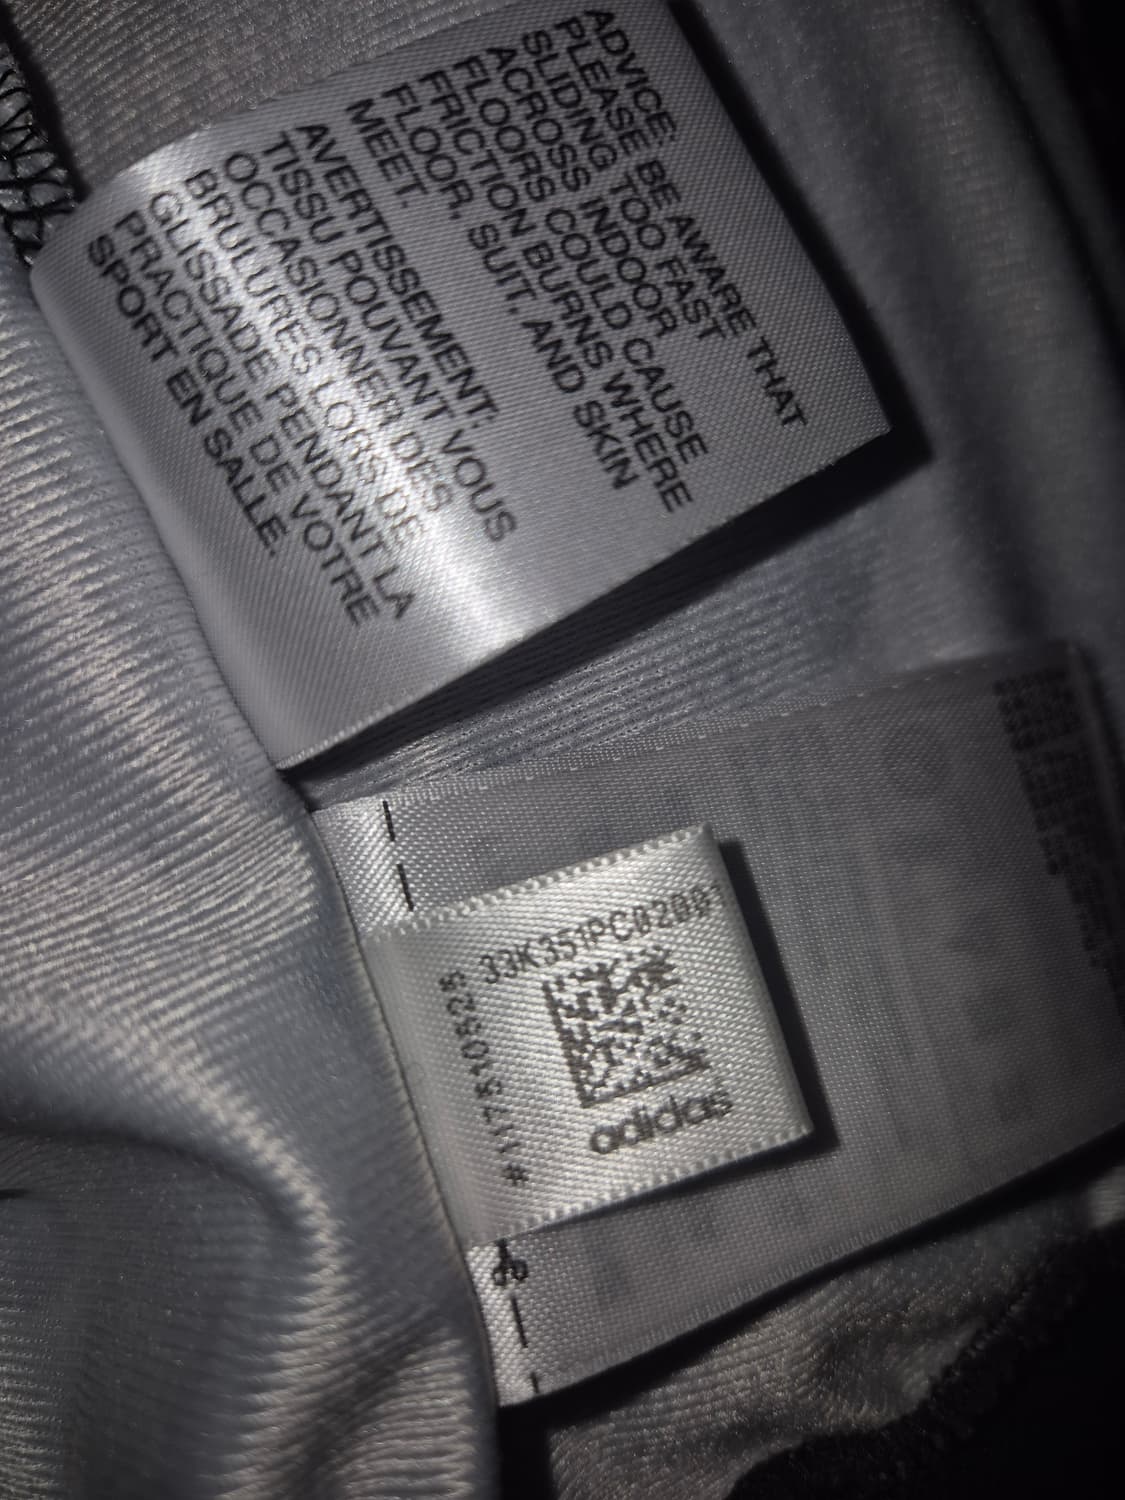 ADVICE:
PLEASE BE AWARE THAT
SLIDING TOO FAST
ACROSS INDOOR
FLOORS COULD CAUSE
FRICTION BURNS WHERE
FLOOR, SUIT, AND SKIN
MEET.
AVERTISSEMENT:
TISSU POUVANT VOUS
OCCASIONNER DES
BRULURES LORS DE
GLISSADE PENDANT LA
PRACTIQUE DE VOTRE
SPORT EN SALLE.
adidas